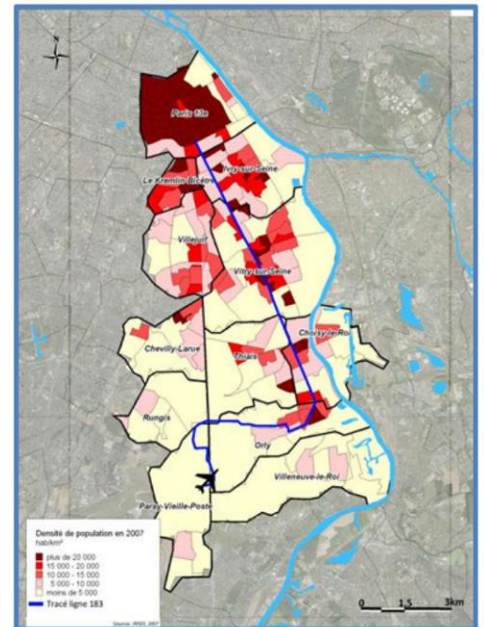 N
Paris 13e
Ivry-sur-Seine
Le Kremlin-Bicêtre
Villejuif
Vitry-sur-Seine
Choisy-le-Roi
Chevilly-Larue
Thiais
Rungis
Orly
Villeneuve-le-Roi
Paray-Vieille-Poste
Densité de population en 2007
hab/km²
plus de 20 000
15 000 - 20 000
10 000 - 15 000
5 000 - 10 000
moins de 5 000
Tracé ligne 183
0 1,5 3km
Sources : INSEE, 2007